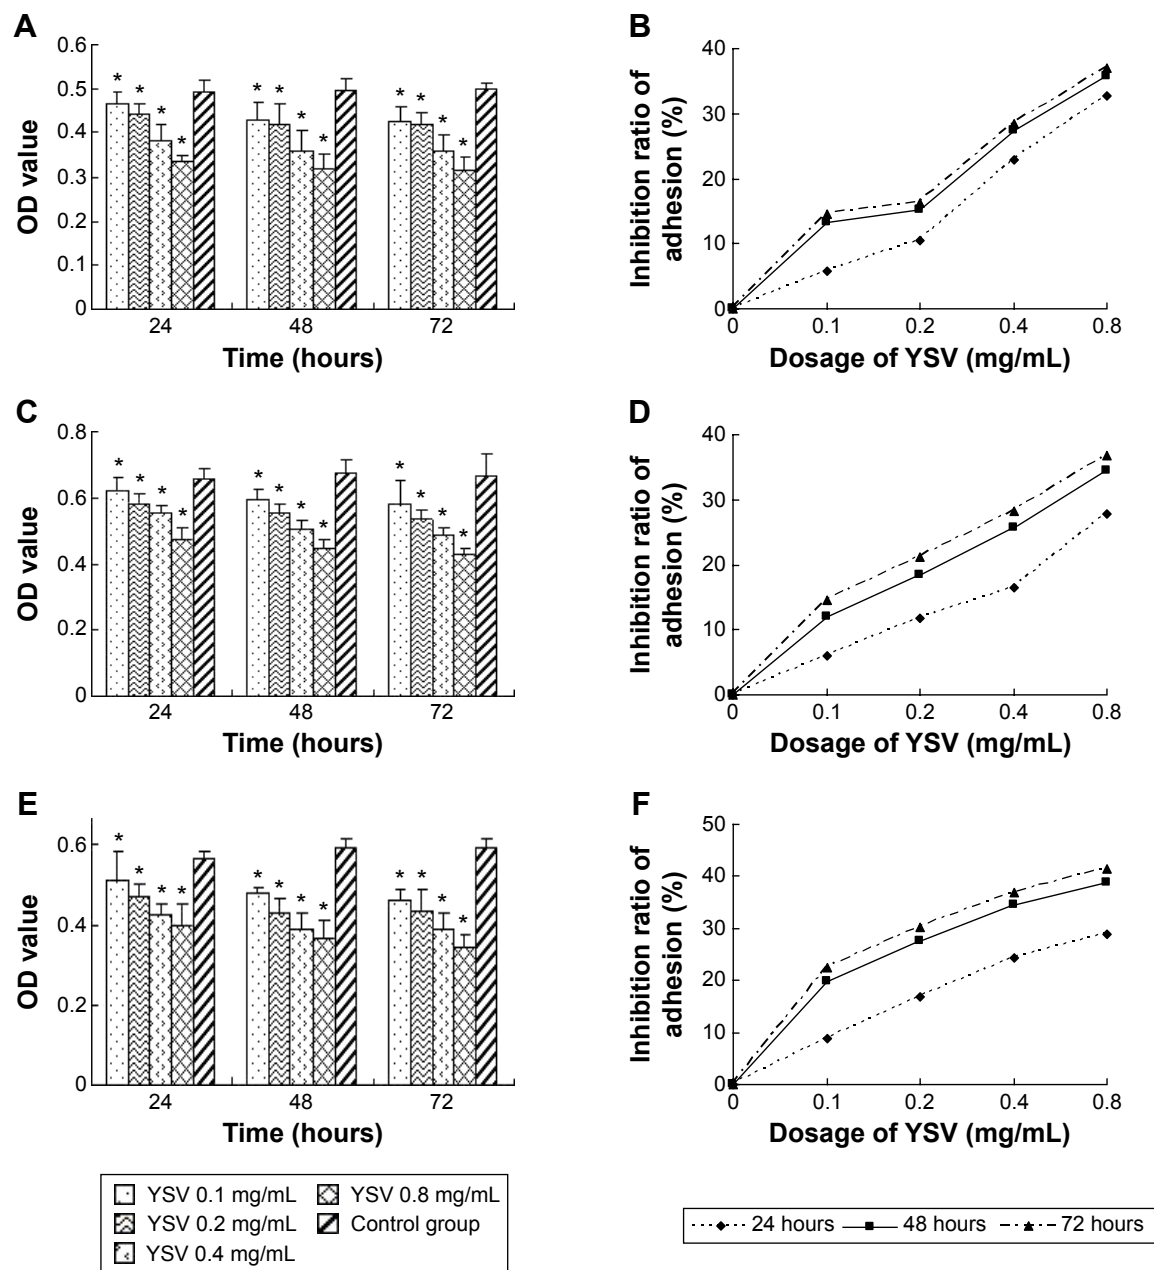 A
OD value
0.6
0.5
0.4
0.3
0.2
0.1
0
* * * * * * * * * * * *
24 48 72
Time (hours)
B
Inhibition ratio of
adhesion (%)
40
30
20
10
0
0 0.1 0.2 0.4 0.8
Dosage of YSV (mg/mL)
C
OD value
0.8
0.6
0.4
0.2
0
* * * * * * * * * * * *
24 48 72
Time (hours)
D
Inhibition ratio of
adhesion (%)
40
30
20
10
0
0 0.1 0.2 0.4 0.8
Dosage of YSV (mg/mL)
E
OD value
0.6
0.4
0.2
0
* * * * * * * * * * * *
24 48 72
Time (hours)
F
Inhibition ratio of
adhesion (%)
50
40
30
20
10
0
0 0.1 0.2 0.4 0.8
Dosage of YSV (mg/mL)
YSV 0.1 mg/mL YSV 0.8 mg/mL
YSV 0.2 mg/mL Control group
YSV 0.4 mg/mL
24 hours 48 hours 72 hours